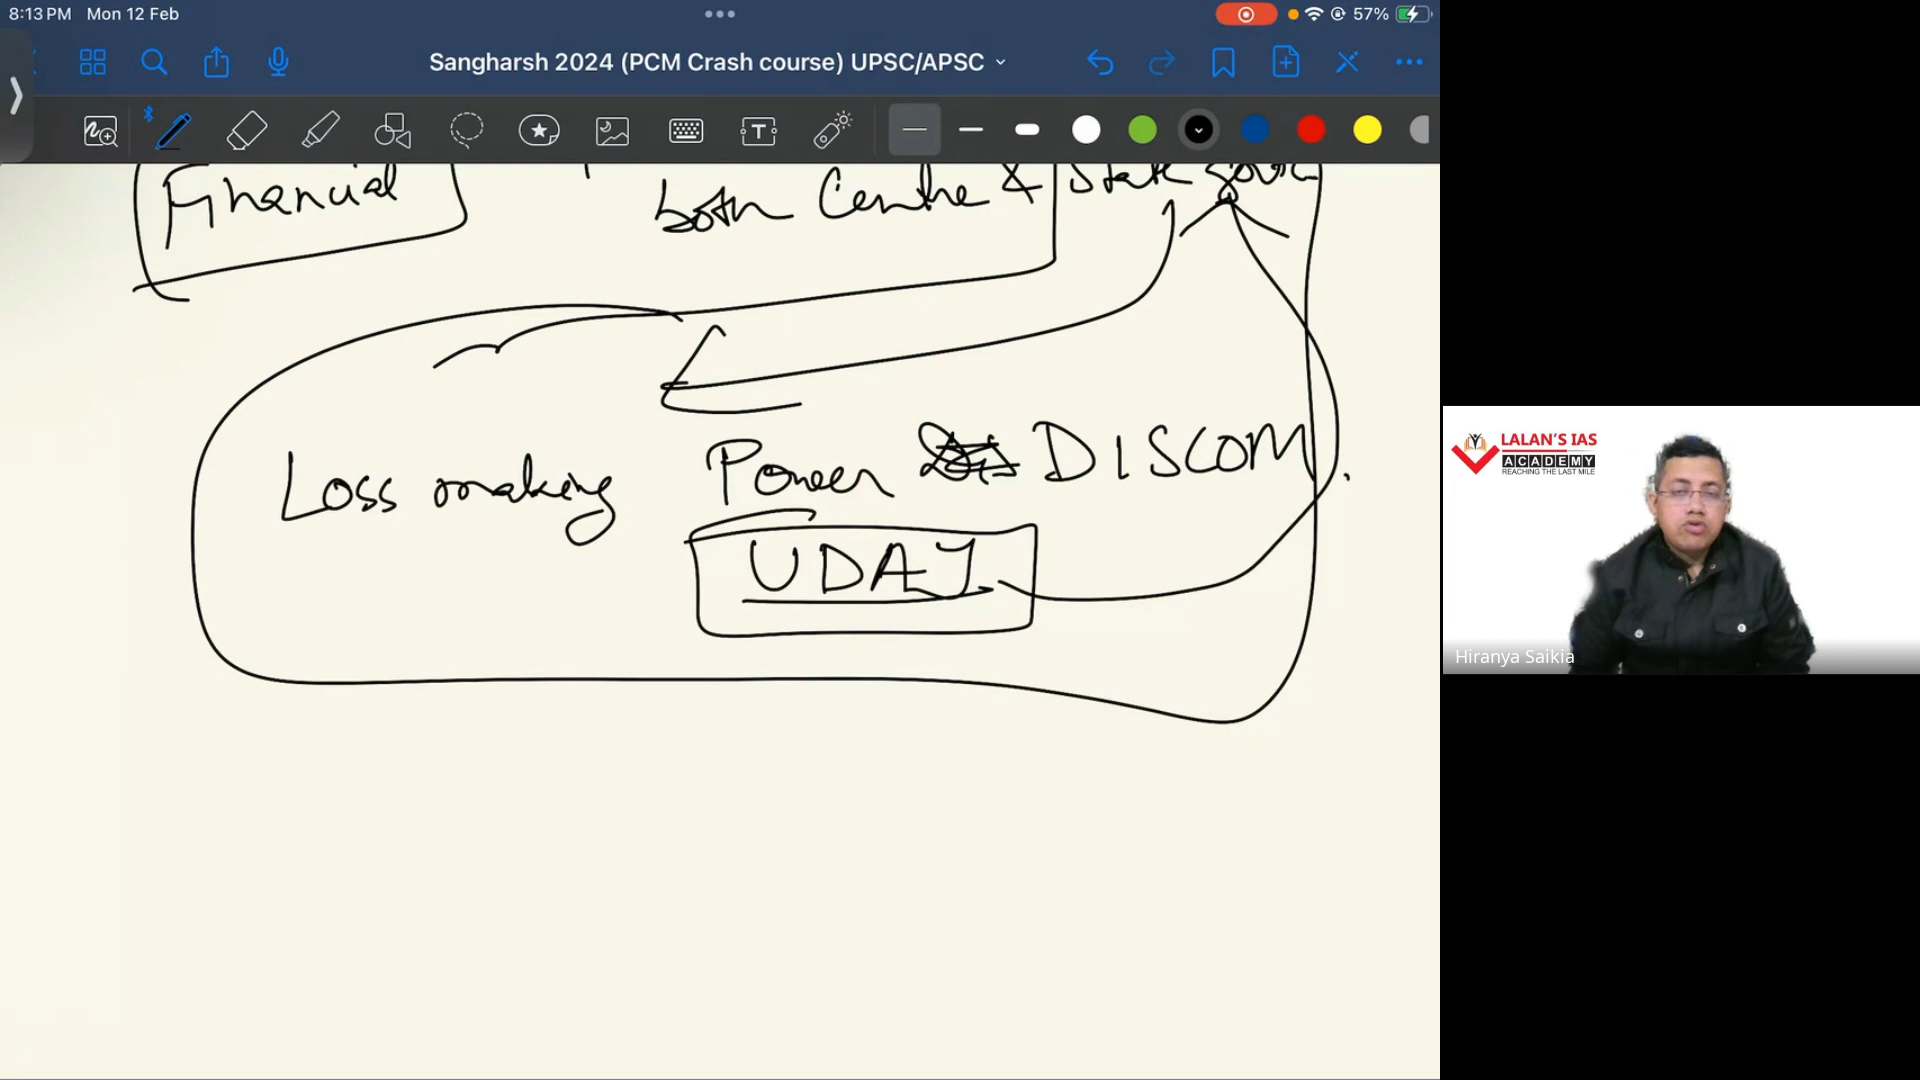 8:13 PM Mon 12 Feb
57%
Sangharsh 2024 (PCM Crash course) UPSC/APSC
Financial
both Centre & State Govt
Loss making Power DISCOM.
UDAY
LALAN'S IAS
ACADEMY
REACHING THE LAST MILE
Hiranya Saikia